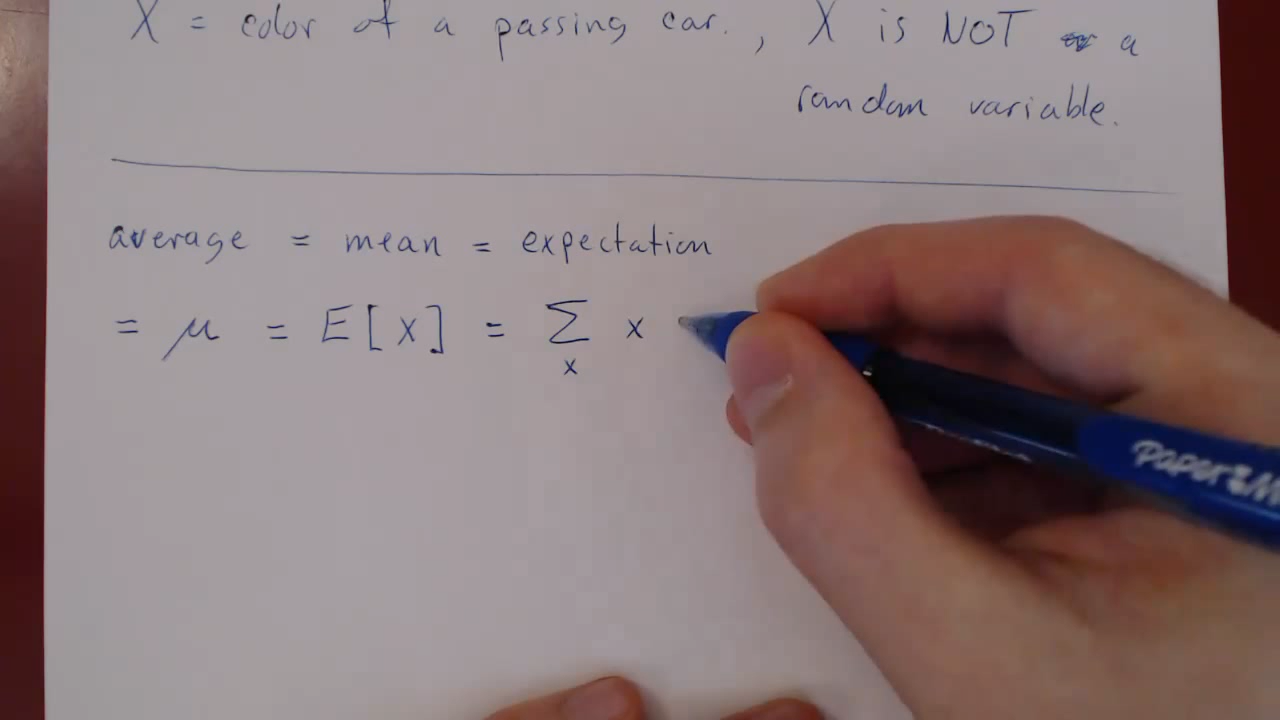 X = color of a passing car. , X is NOT a
random variable.
average = mean = expectation
= μ = E[X] = ∑ x
x